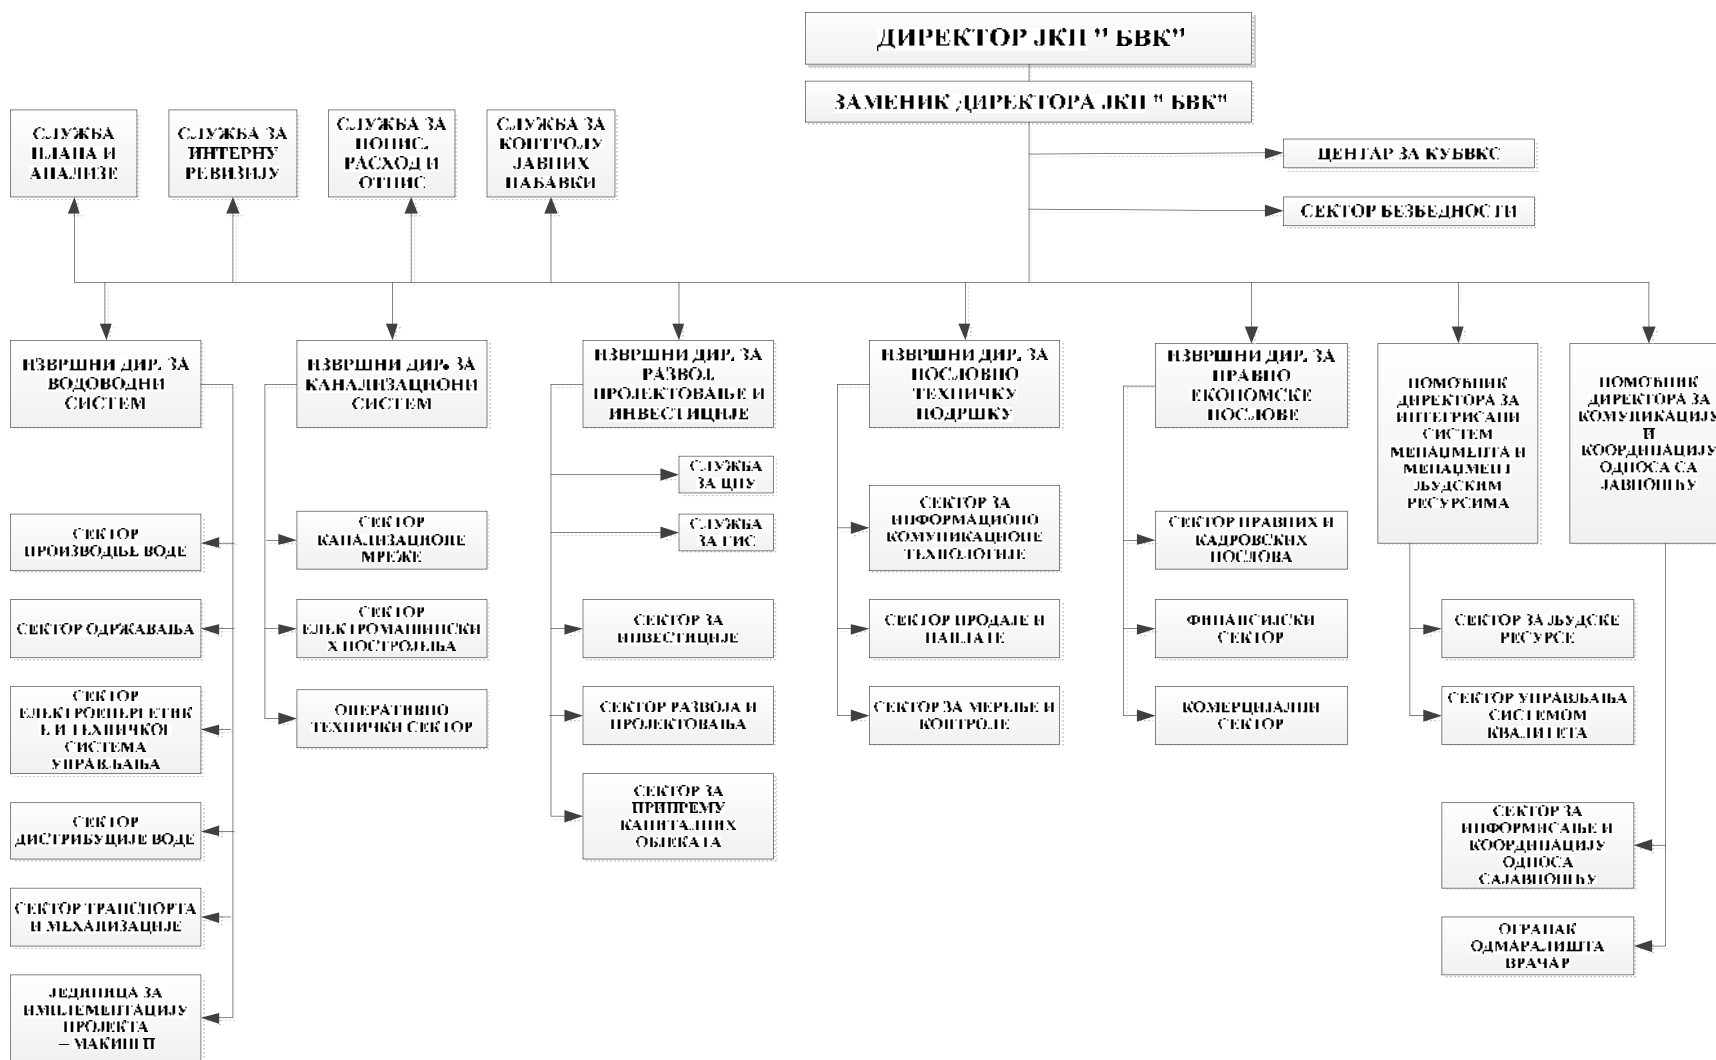 ДИРЕКТОР ЈКП " БВК"
ЗАМЕНИК ДИРЕКТОРА ЈКП " БВК"
СЛУЖБА
ПЛАНА И
АНАЛИЗЕ
СЛУЖБА ЗА
ИНТЕРНУ
РЕВИЗИЈУ
СЛУЖБА ЗА
ПОПИС,
РАСХОД И
ОТПИС
СЛУЖБА ЗА
КОНТРОЛУ
ЈАВНИХ
НАБАВКИ
ЦЕНТАР ЗА КУБВКС
СЕКТОР БЕЗБЕДНОСТИ
ИЗВРШНИ ДИР. ЗА
ВОДОВОДНИ
СИСТЕМ
ИЗВРШНИ ДИР. ЗА
КАНАЛИЗАЦИОНИ
СИСТЕМ
ИЗВРШНИ ДИР. ЗА
РАЗВОЈ,
ПРОЈЕКТОВАЊЕ И
ИНВЕСТИЦИЈЕ
ИЗВРШНИ ДИР. ЗА
ПОСЛОВНО
ТЕХНИЧКУ
ПОДРШКУ
ИЗВРШНИ ДИР. ЗА
ПРАВНО
ЕКОНОМСКЕ
ПОСЛОВЕ
ПОМОЋНИК
ДИРЕКТОРА ЗА
ИНТЕГРИСАНИ
СИСТЕМ
МЕНАЏМЕНТА И
МЕНАЏМЕНТ
ЉУДСКИМ
РЕСУРСИМА
ПОМОЋНИК
ДИРЕКТОРА ЗА
КОМУНИКАЦИЈУ
И
КООРДИНАЦИЈУ
ОДНОСА СА
ЈАВНОШЋУ
СЕКТОР
ПРОИЗВОДЊЕ ВОДЕ
СЕКТОР ОДРЖАВАЊА
СЕКТОР
ЕЛЕКТРОЕНЕРГЕТИК
Е И ТЕХНИЧКОГ
СИСТЕМА
УПРАВЉАЊА
СЕКТОР
ДИСТРИБУЦИЈЕ ВОДЕ
СЕКТОР ТРАНСПОРТА
И МЕХАНИЗАЦИЈЕ
ЈЕДИНИЦА ЗА
ИМПЛЕМЕНТАЦИЈУ
ПРОЈЕКТА
– МАКИШ II
СЕКТОР
КАНАЛИЗАЦИОНЕ
МРЕЖЕ
СЕКТОР
ЕЛЕКТРОМАШИНСКИ
Х ПОСТРОЈЕЊА
ОПЕРАТИВНО
ТЕХНИЧКИ СЕКТОР
СЛУЖБА
ЗА ЦПУ
СЛУЖБА
ЗА ГИС
СЕКТОР ЗА
ИНВЕСТИЦИЈЕ
СЕКТОР РАЗВОЈА И
ПРОЈЕКТОВАЊА
СЕКТОР ЗА
ПРИПРЕМУ
КАПИТАЛНИХ
ОБЈЕКАТА
СЕКТОР ЗА
ИНФОРМАЦИОНО
КОМУНИКАЦИОНЕ
ТЕХНОЛОГИЈЕ
СЕКТОР ПРОДАЈЕ И
НАПЛАТЕ
СЕКТОР ЗА МЕРЕЊЕ И
КОНТРОЛЕ
СЕКТОР ПРАВНИХ И
КАДРОВСКИХ
ПОСЛОВА
ФИНАНСИЈСКИ
СЕКТОР
КОМЕРЦИЈАЛНИ
СЕКТОР
СЕКТОР ЗА ЉУДСКЕ
РЕСУРСЕ
СЕКТОР УПРАВЉАЊА
СИСТЕМОМ
КВАЛИТЕТА
СЕКТОР ЗА
ИНФОРМИСАЊЕ И
КООРДИНАЦИЈУ
ОДНОСА
САЈАВНОШЋУ
ОГРАНАК
ОДМАРАЛИШТА
ВРАЧАР